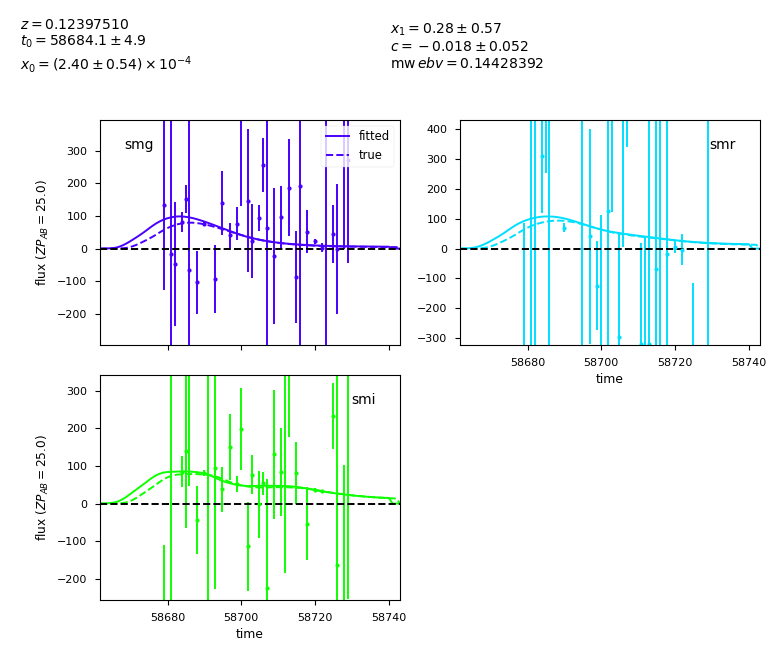 z = 0.12397510
t₀ = 58684.1 ± 4.9
x₀ = (2.40 ± 0.54) × 10⁻⁴
x₁ = 0.28 ± 0.57
c = −0.018 ± 0.052
mw ebv = 0.14428392
smg
fitted
true
300
200
100
0
−100
−200
flux (ZP_AB = 25.0)
smr
400
300
200
100
0
−100
−200
−300
58680 58700 58720 58740
time
smi
300
200
100
0
−100
−200
flux (ZP_AB = 25.0)
58680 58700 58720 58740
time